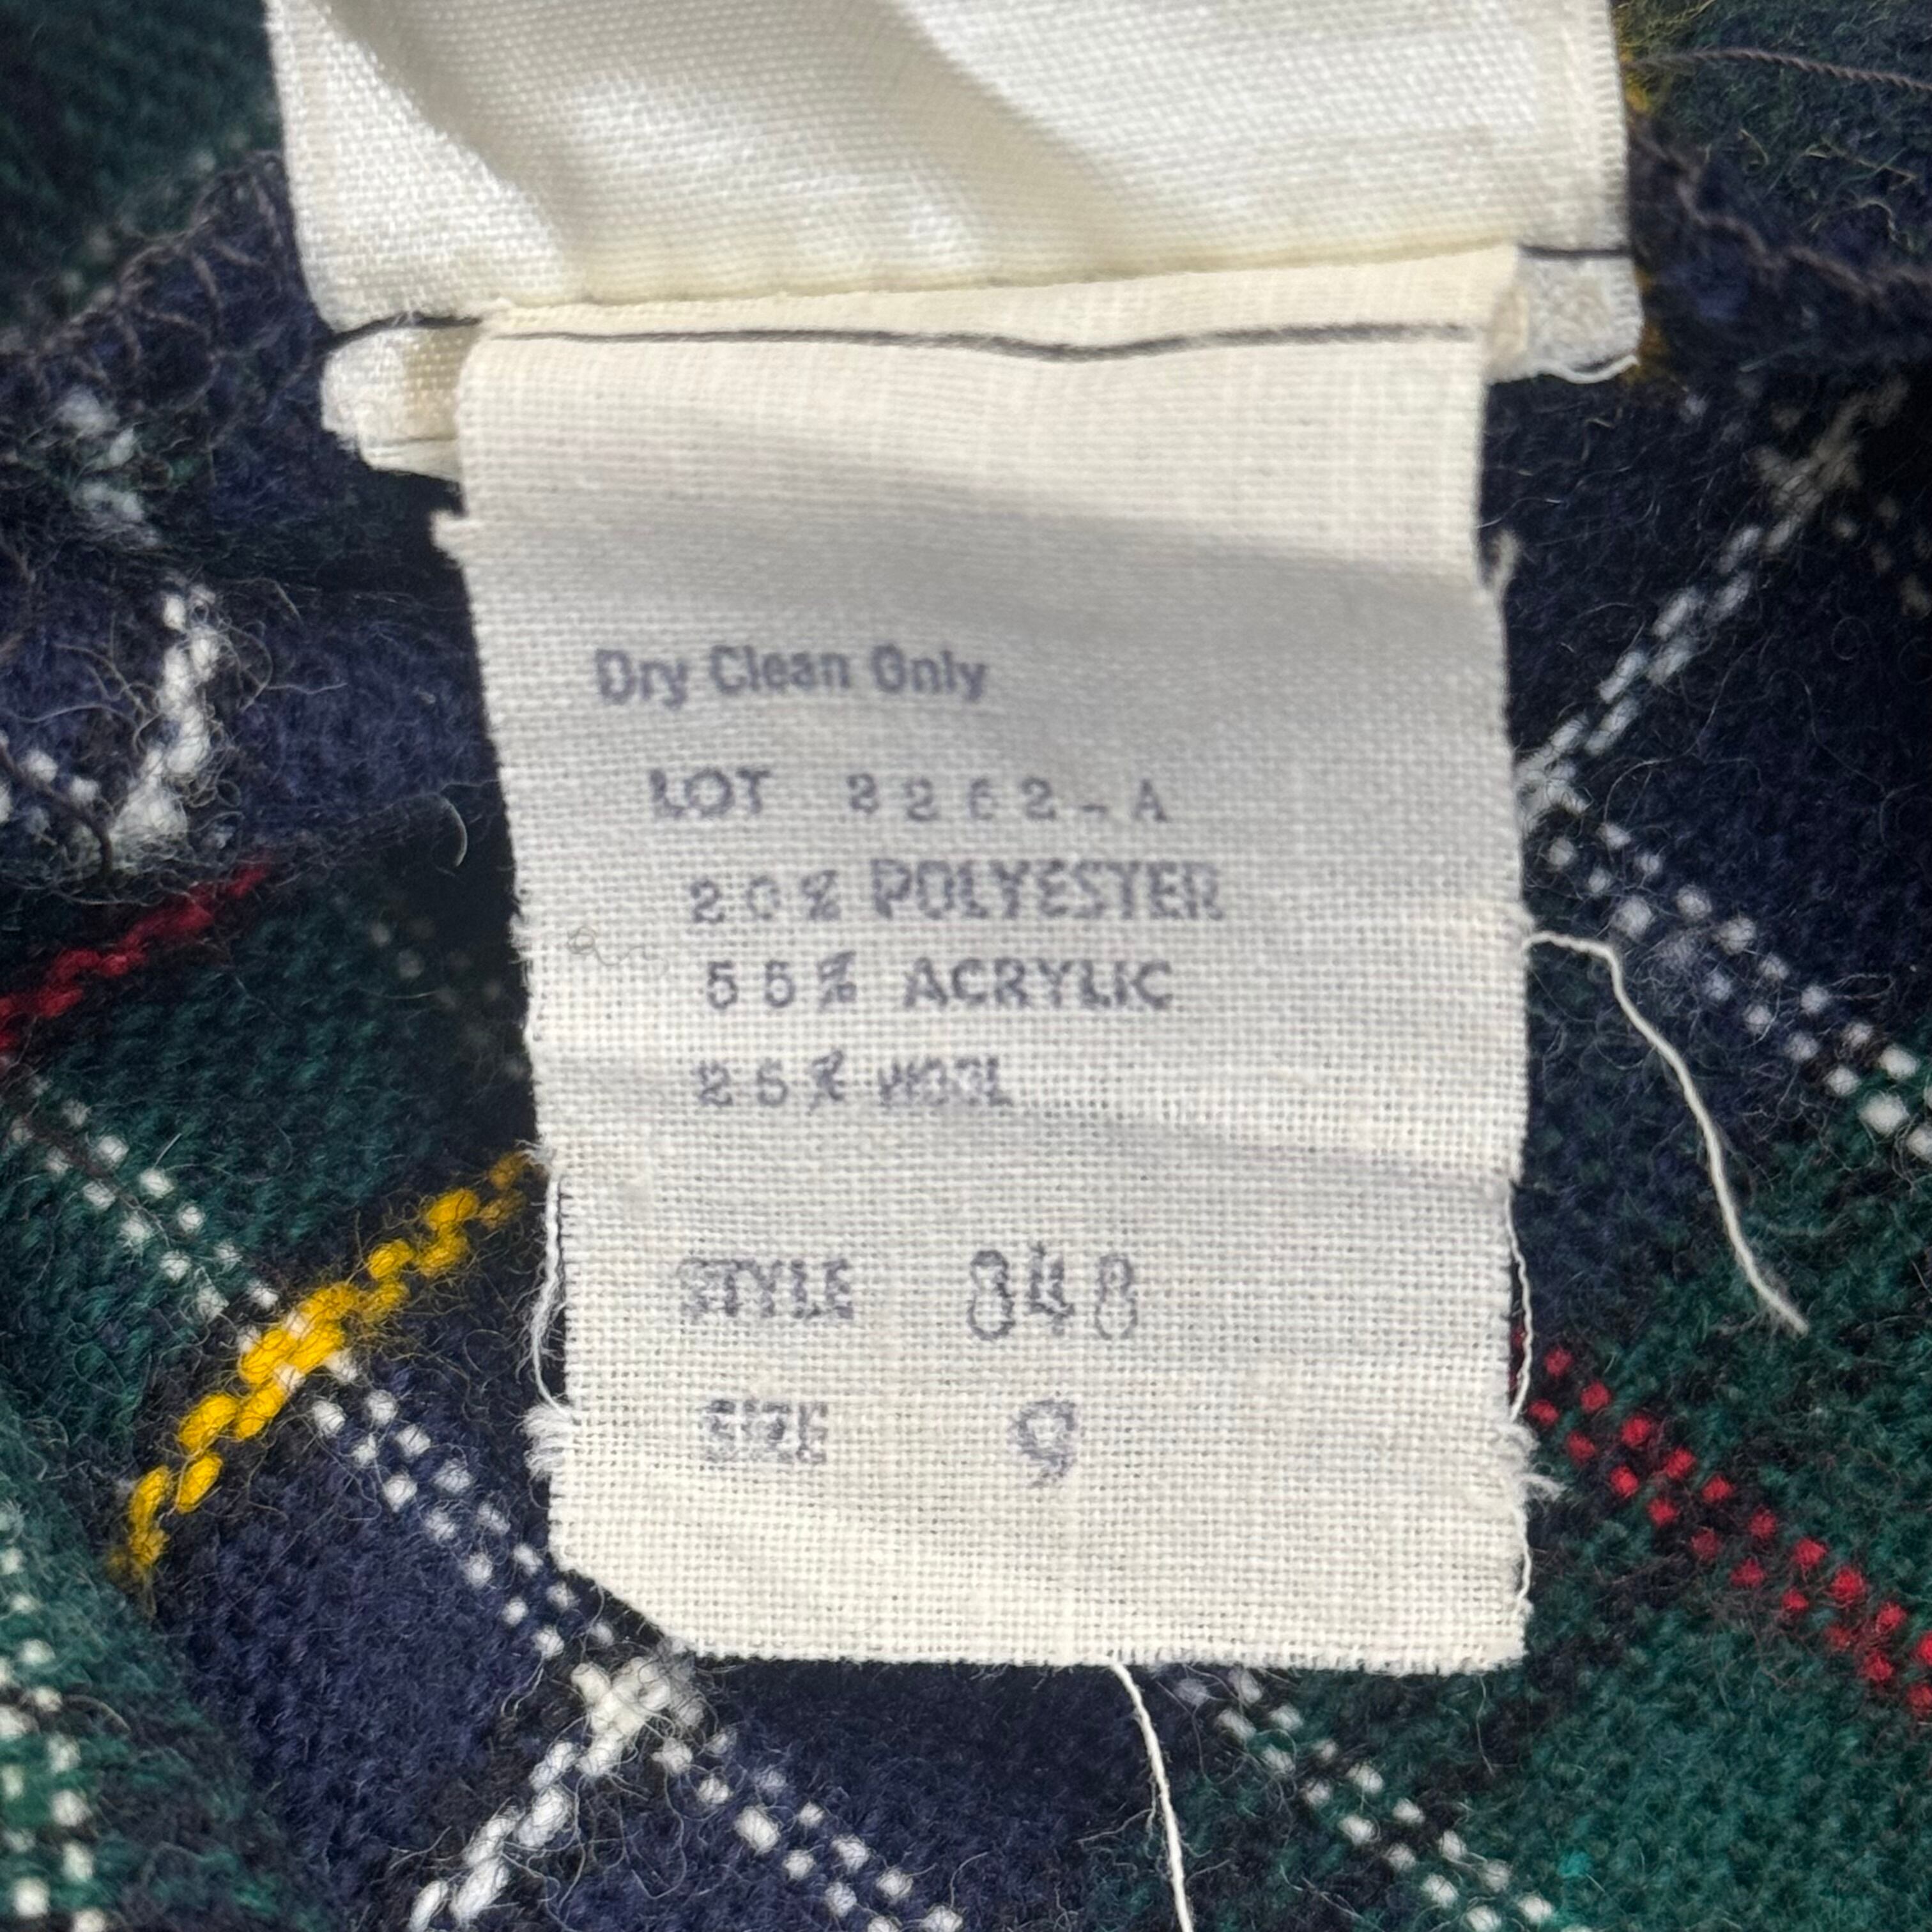 Dry Clean Only
LOT 2262-A
20% POLYESTER
55% ACRYLIC
25% WOOL
STYLE 848
SIZE 9